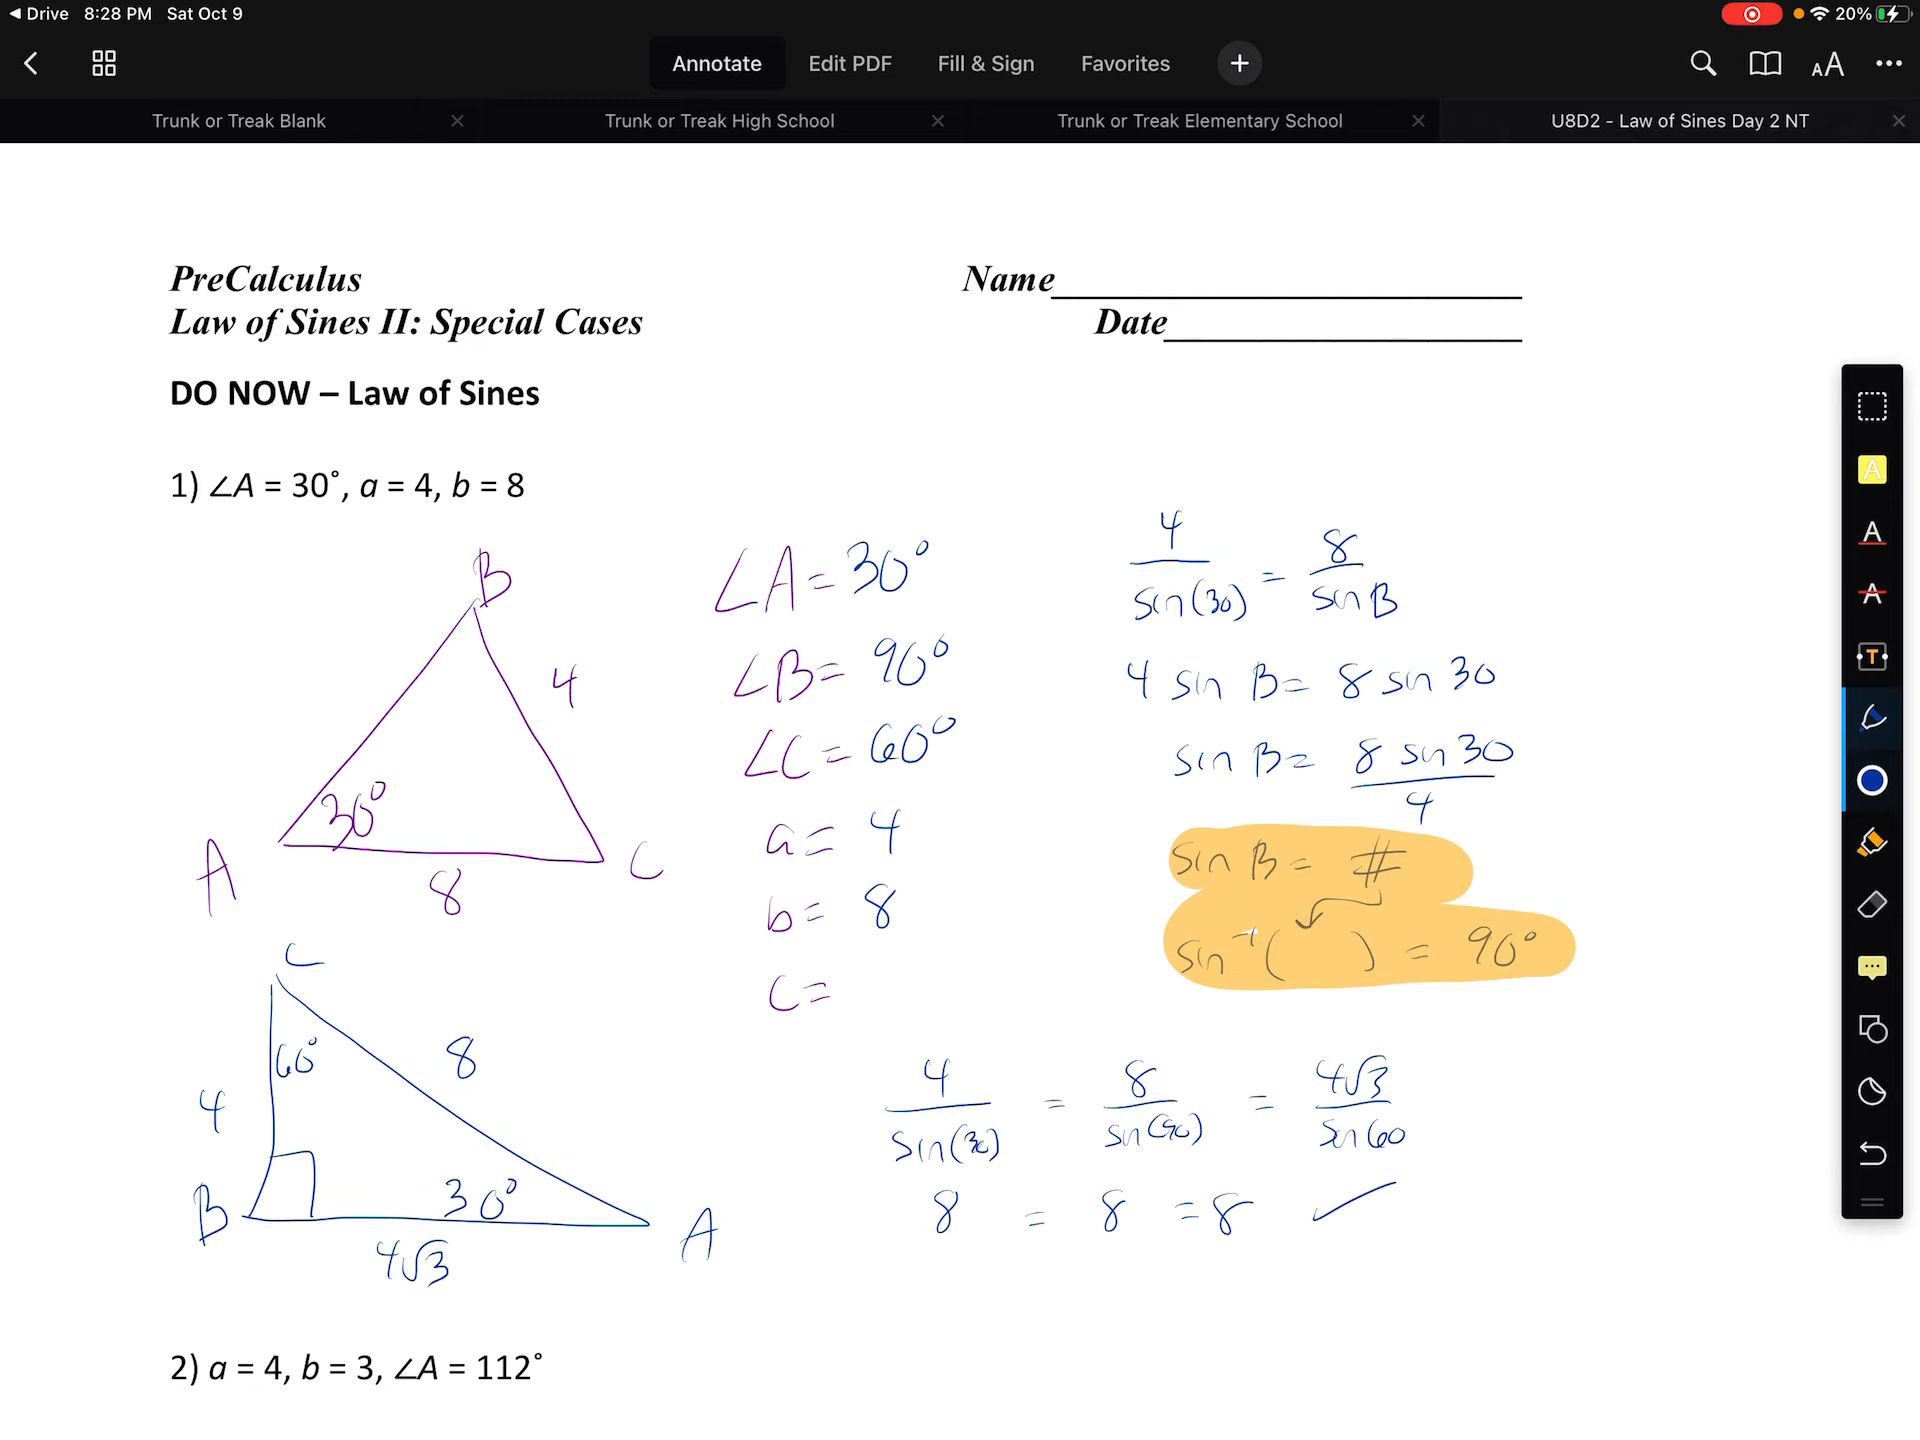 Drive 8:28 PM Sat Oct 9 20%
Annotate Edit PDF Fill & Sign Favorites
Trunk or Treak Blank Trunk or Treak High School Trunk or Treak Elementary School U8D2 - Law of Sines Day 2 NT
PreCalculus Name
Law of Sines II: Special Cases Date
DO NOW – Law of Sines
1) ∠A = 30˚, a = 4, b = 8
B
4
30°
A
C
8
∠A = 30°
∠B = 90°
∠C = 60°
a = 4
b = 8
c =
4/sin(30) = 8/sin B
4 sin B = 8 sin 30
sin B = 8 sin 30/4
sin B = #
sin⁻¹( ) = 90°
C
60° 8
4
B 30° A
4√3
4/sin(30) = 8/sin(90) = 4√3/sin 60
8 = 8 = 8 ✓
2) a = 4, b = 3, ∠A = 112˚